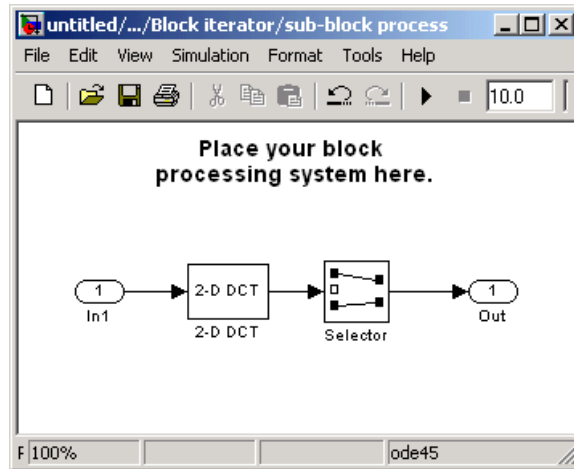 untitled/.../Block iterator/sub-block process
File Edit View Simulation Format Tools Help
10.0
Place your block
processing system here.
1
2-D DCT
1
In1
2-D DCT
Selector
Out
F 100%
ode45